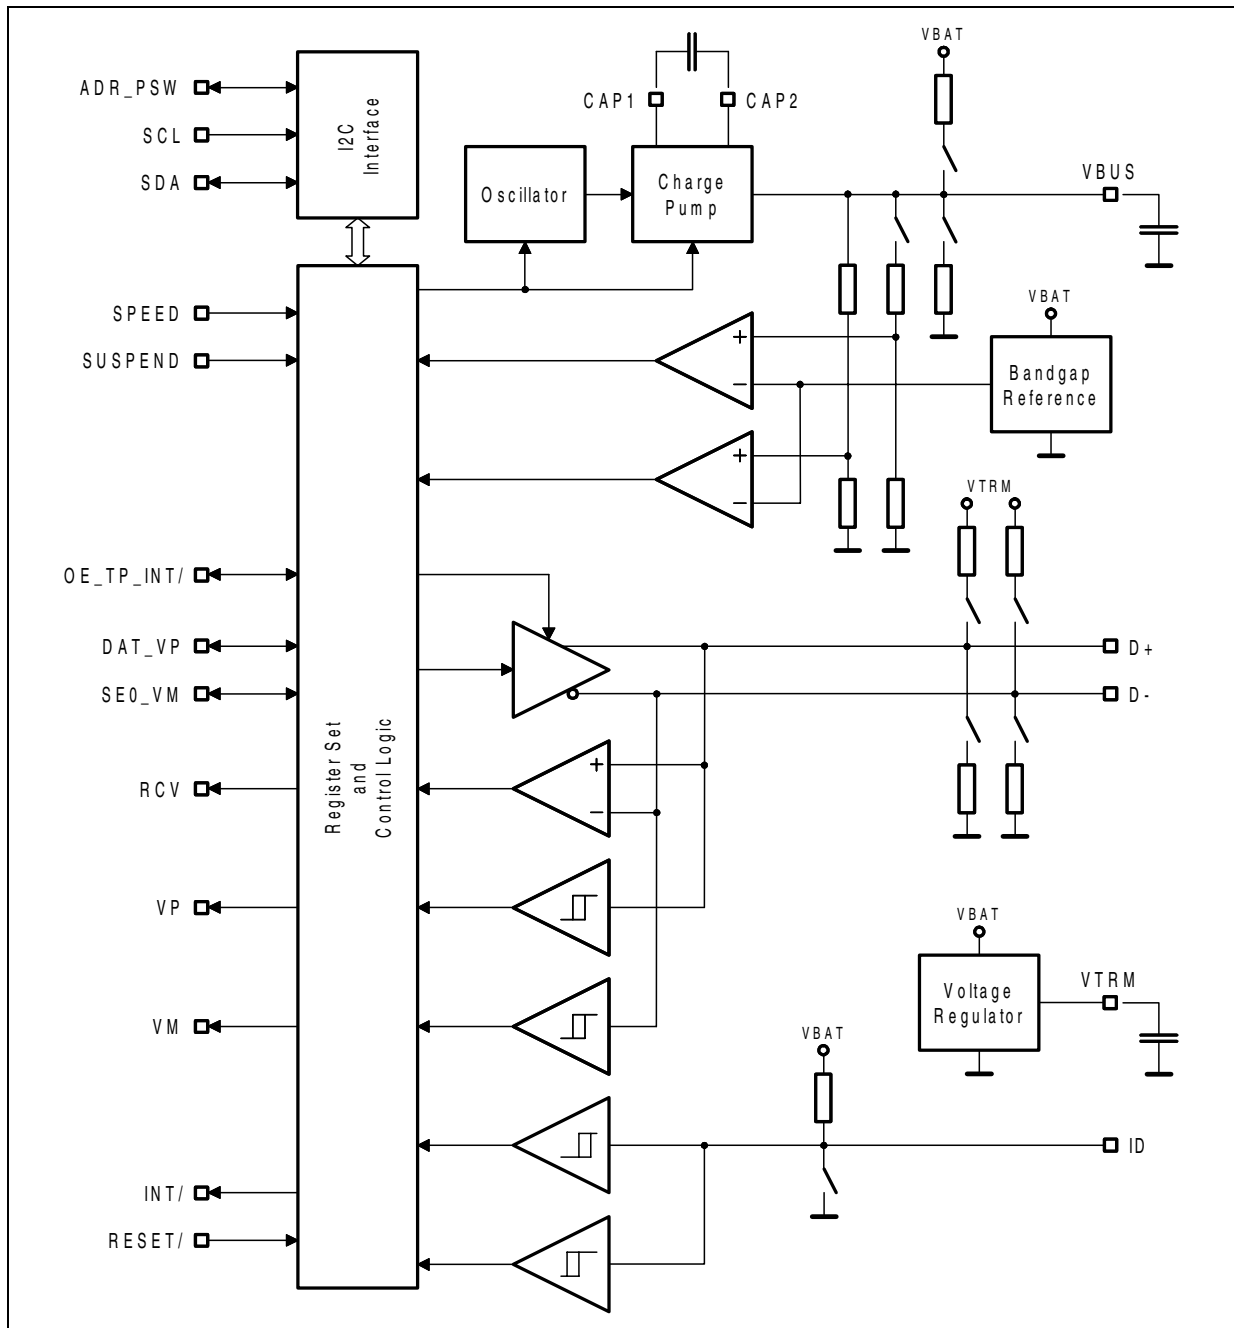 VBAT
ADR_PSW
SCL
SDA
I2C
Interface
CAP1
CAP2
Oscillator
Charge
Pump
VBUS
SPEED
SUSPEND
+
−
VBAT
Bandgap
Reference
+
−
VTRM
OE_TP_INT/
DAT_VP
SE0_VM
D+
D-
Register Set
and
Control Logic
RCV
+
−
VP
VBAT
Voltage
Regulator
VTRM
VM
VBAT
ID
INT/
RESET/